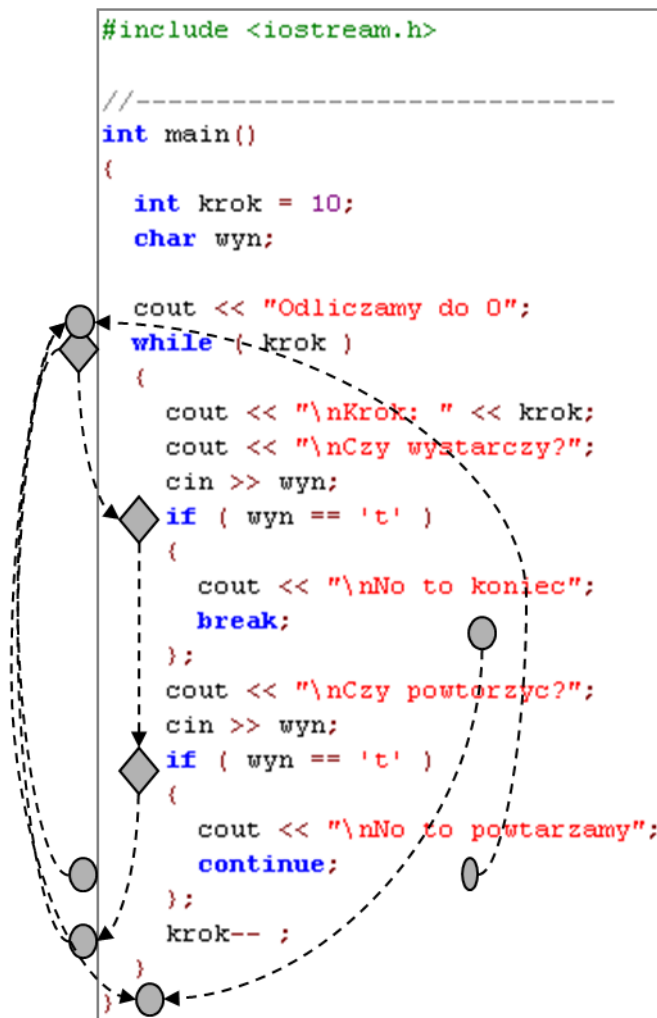 #include <iostream.h>
//------------------------------
int main()
{
int krok = 10;
char wyn;
cout << "Odliczamy do 0";
while ( krok )
{
cout << "\nKrok: " << krok;
cout << "\nCzy wystarczy?";
cin >> wyn;
if ( wyn == 't' )
{
cout << "\nNo to koniec";
break;
};
cout << "\nCzy powtorzyc?";
cin >> wyn;
if ( wyn == 't' )
{
cout << "\nNo to powtarzamy";
continue;
};
krok-- ;
}
}